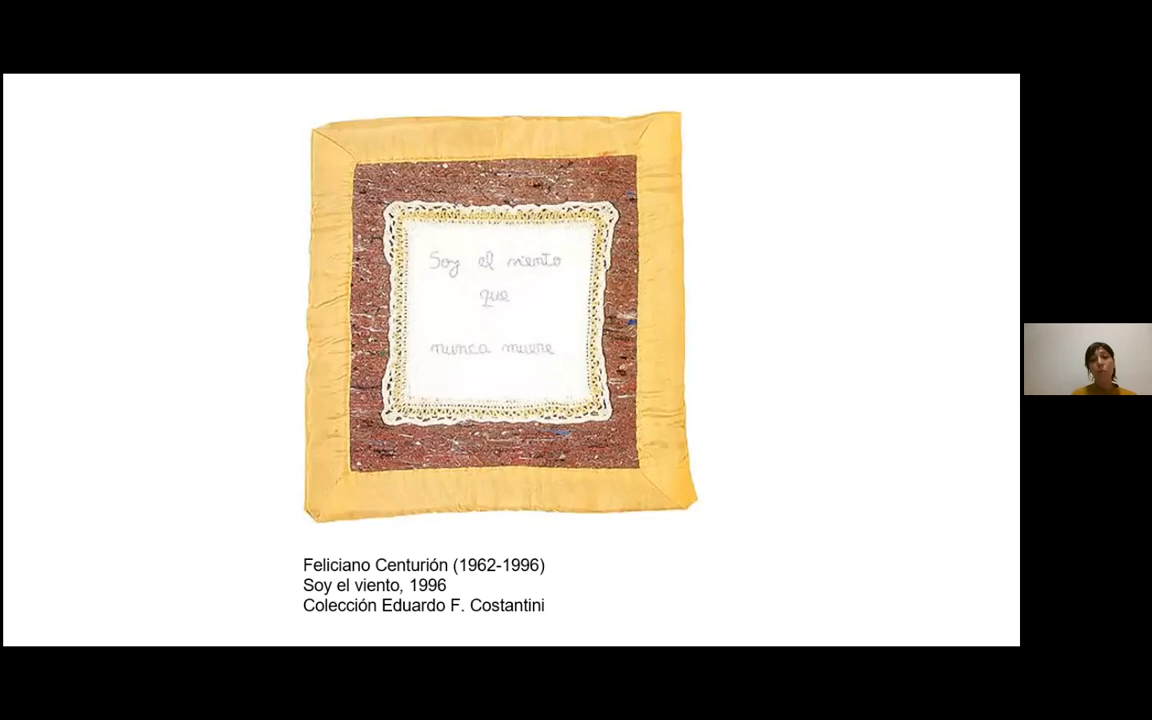 Soy el viento
que
nunca muere
Feliciano Centurión (1962-1996)
Soy el viento, 1996
Colección Eduardo F. Costantini